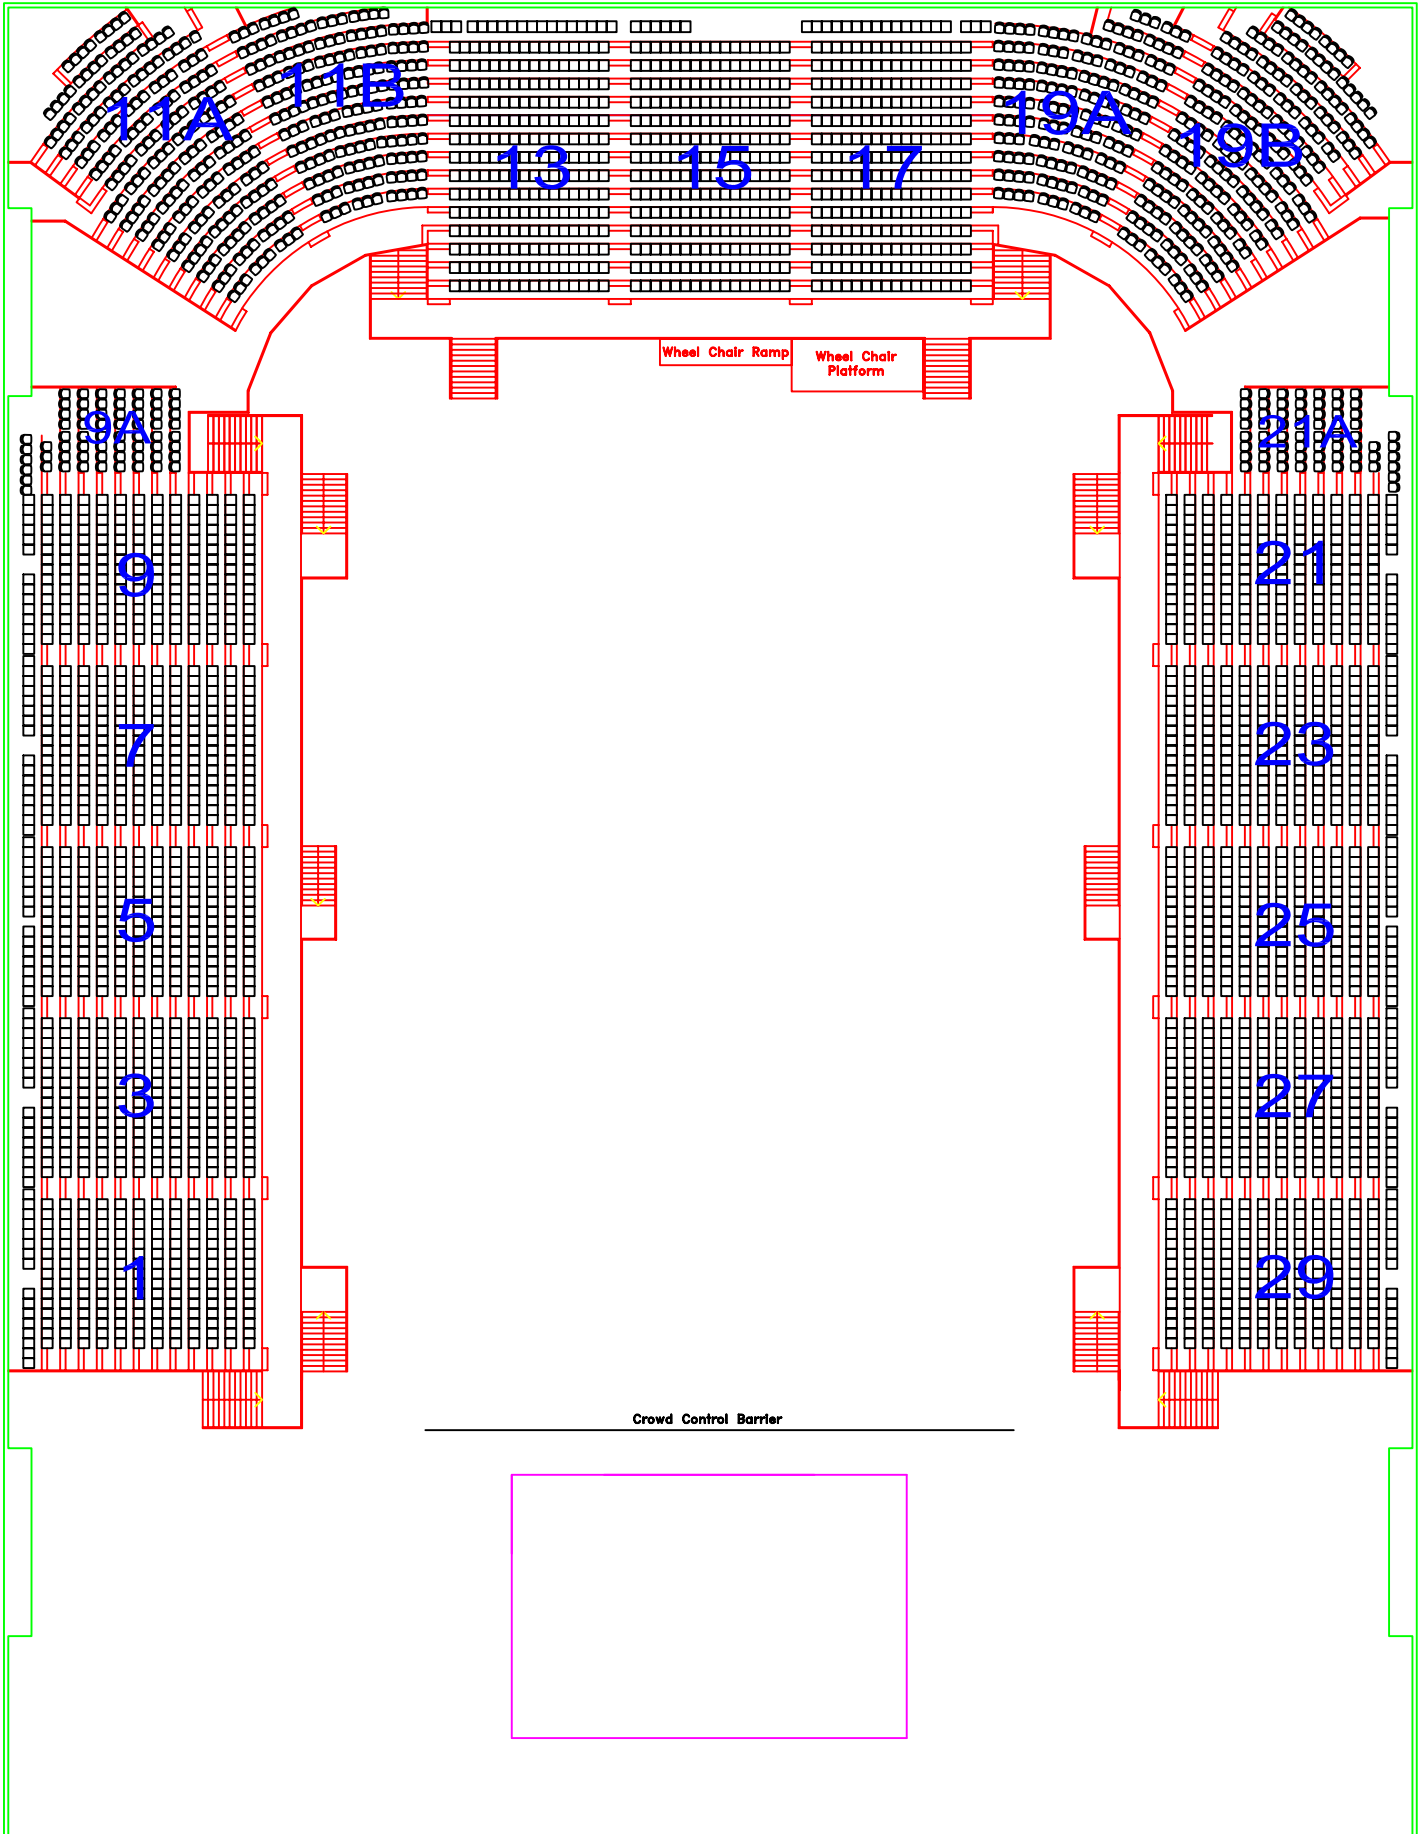 11B
11A
19A
19B
13
15
17
Wheel Chair Ramp
Wheel Chair
Platform
9A
21A
9
21
7
23
5
25
3
27
1
29
Crowd Control Barrier